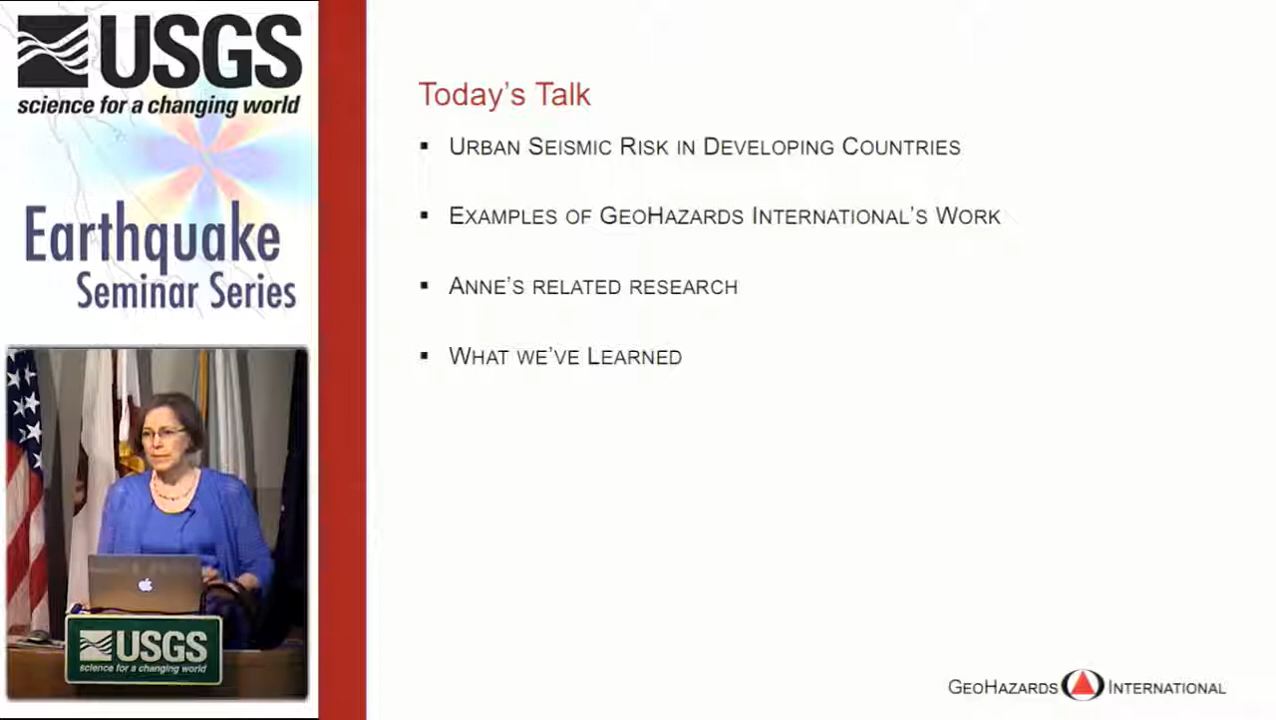 USGS
science for a changing world
Earthquake
Seminar Series
USGS
science for a changing world
Today's Talk
▪ URBAN SEISMIC RISK IN DEVELOPING COUNTRIES
▪ EXAMPLES OF GEOHAZARDS INTERNATIONAL'S WORK
▪ ANNE'S RELATED RESEARCH
▪ WHAT WE'VE LEARNED
GEOHAZARDS INTERNATIONAL